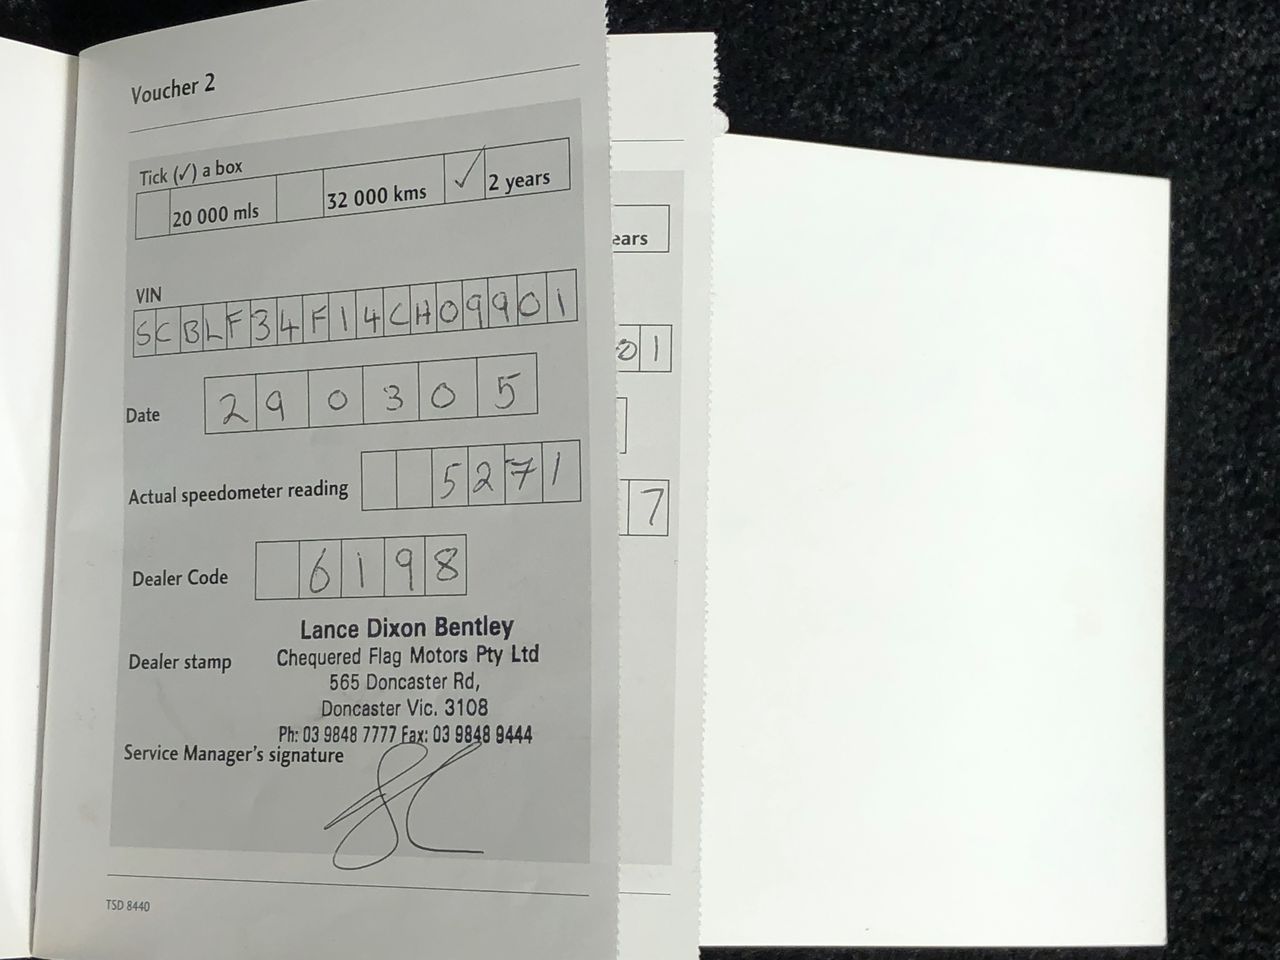 Voucher 2
Tick (✓) a box
20 000 mls 32 000 kms ✓ 2 years
VIN
SCBLF34F14CH09901
Date 290305
Actual speedometer reading 5271
Dealer Code 6198
Lance Dixon Bentley
Dealer stamp Chequered Flag Motors Pty Ltd
565 Doncaster Rd,
Doncaster Vic. 3108
Ph: 03 9848 7777 Fax: 03 9848 9444
Service Manager's signature
TSD 8440
ears
01
7